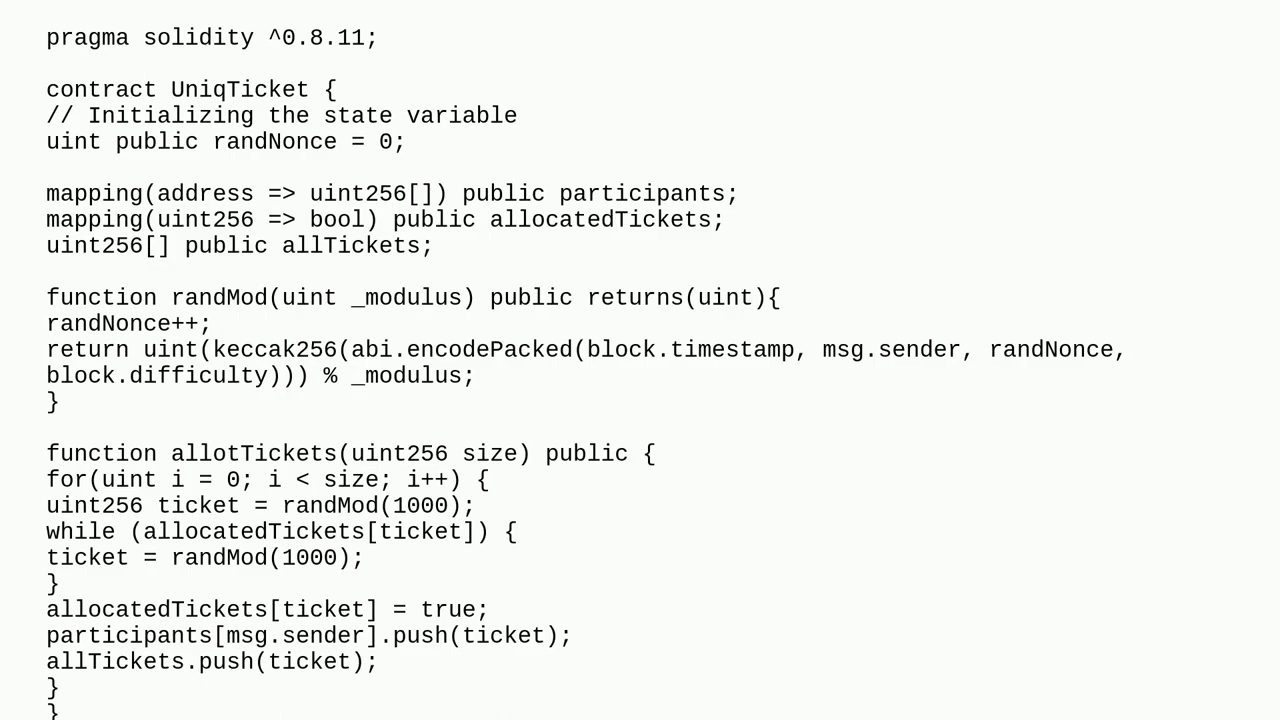 pragma solidity ^0.8.11;
contract UniqTicket {
// Initializing the state variable
uint public randNonce = 0;
mapping(address => uint256[]) public participants;
mapping(uint256 => bool) public allocatedTickets;
uint256[] public allTickets;
function randMod(uint _modulus) public returns(uint){
randNonce++;
return uint(keccak256(abi.encodePacked(block.timestamp, msg.sender, randNonce,
block.difficulty))) % _modulus;
}
function allotTickets(uint256 size) public {
for(uint i = 0; i < size; i++) {
uint256 ticket = randMod(1000);
while (allocatedTickets[ticket]) {
ticket = randMod(1000);
}
allocatedTickets[ticket] = true;
participants[msg.sender].push(ticket);
allTickets.push(ticket);
}
}